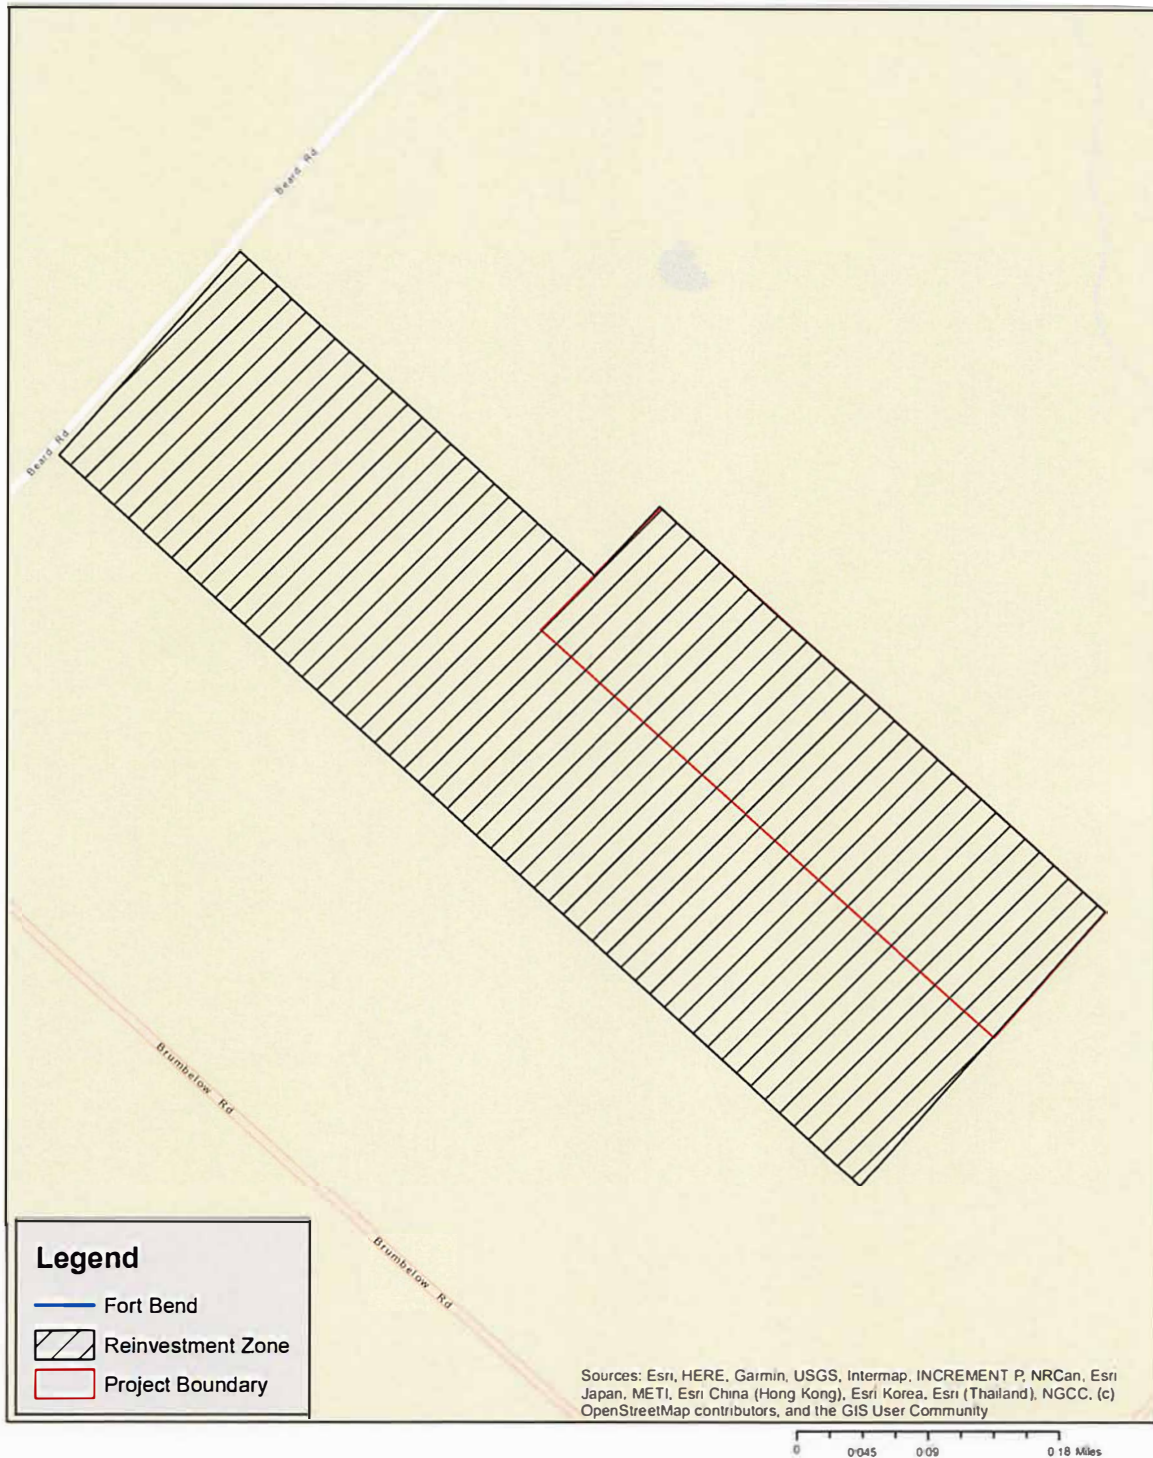 Beard Rd
Beard Rd
Brumbelow Rd
Brumbelow Rd
Legend
Fort Bend
Reinvestment Zone
Project Boundary
Sources: Esri, HERE, Garmin, USGS, Intermap, INCREMENT P, NRCan, Esri
Japan, METI, Esri China (Hong Kong), Esri Korea, Esri (Thailand), NGCC, (c)
OpenStreetMap contributors, and the GIS User Community
0 0.045 0.09 0.18 Miles